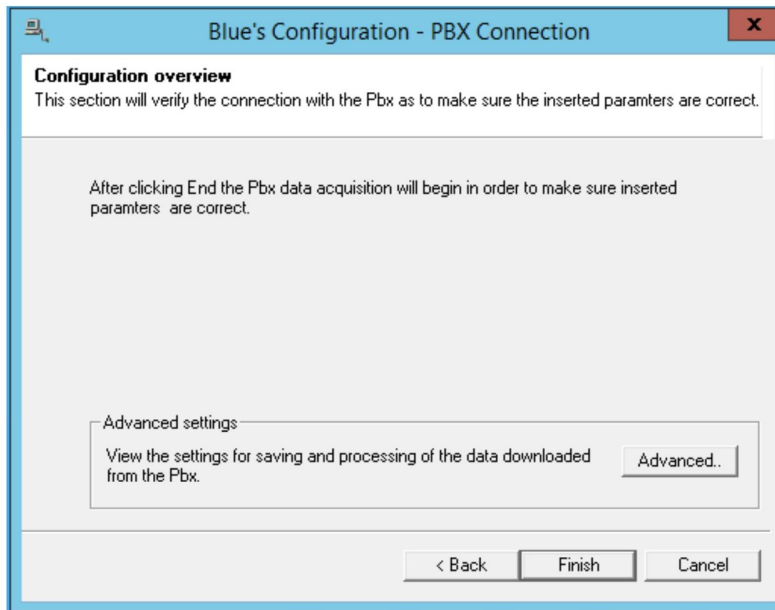 Blue's Configuration - PBX Connection
x
Configuration overview
This section will verify the connection with the Pbx as to make sure the inserted paramters are correct.
After clicking End the Pbx data acquisition will begin in order to make sure inserted
paramters  are correct.
Advanced settings
View the settings for saving and processing of the data downloaded
from the Pbx.
Advanced..
< Back
Finish
Cancel